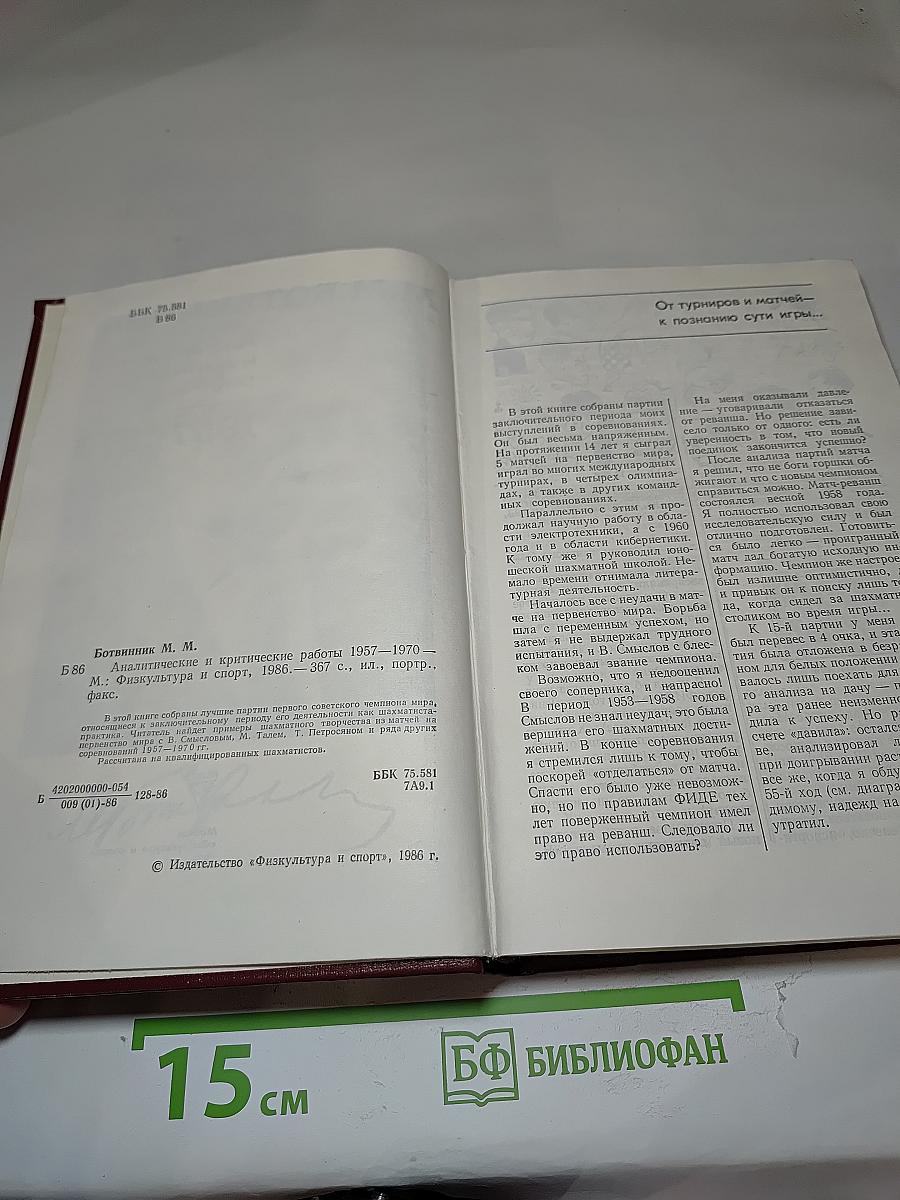 ББК 75.581
Б 86
Ботвинник М. М.
Б 86 Аналитические и критические работы 1957—1970 —
М.: Физкультура и спорт, 1986.— 367 с., ил., портр.,
факс.
В этой книге собраны лучшие партии первого советского чемпиона мира,
относящиеся к заключительному периоду его деятельности как шахматиста-
практика. Читатель найдет примеры шахматного творчества из матчей на
первенство мира с В. Смысловым, М. Талем, Т. Петросяном и ряда других
соревнований 1957—1970 гг.
Рассчитана на квалифицированных шахматистов.
Б 4202000000-054
009 (01)-86 128-86
ББК 75.581
7А9.1
© Издательство «Физкультура и спорт», 1986 г.
От турниров и матчей—
к познанию сути игры...
В этой книге собраны партии
заключительного периода моих
выступлений в соревнованиях.
Он был весьма напряженным.
На протяжении 14 лет я сыграл
5 матчей на первенство мира,
играл во многих международных
турнирах, в четырех олимпиа-
дах, а также в других команд-
ных соревнованиях.
Параллельно с этим я про-
должал научную работу в обла-
сти электротехники, а с 1960
года и в области кибернетики.
К тому же я руководил юно-
шеской шахматной школой. Не-
мало времени отнимала литера-
турная деятельность.
Началось все с неудачи в мат-
че на первенство мира. Борьба
шла с переменным успехом, но
затем я не выдержал трудного
испытания, и В. Смыслов с блес-
ком завоевал звание чемпиона.
Возможно, что я недооценил
своего соперника, и напрасно!
В период 1953—1958 годов
Смыслов не знал неудач, это была
вершина его шахматных дости-
жений. В конце соревнования
я стремился лишь к тому, чтобы
поскорей «отделаться» от матча.
Спасти его было уже невозмож-
но, но по правилам ФИДЕ тех
лет поверженный чемпион имел
право на реванш. Следовало ли
это право использовать?
На меня оказывали давле-
ние — уговаривали отказаться
от реванша. Но решение зави-
село только от одного: есть ли
уверенность в том, что новый
поединок закончится успешно?
После анализа партий матча
я решил, что не боги горшки об-
жигают и что с новым чемпионом
справиться можно. Матч-реванш
состоялся весной 1958 года.
Я полностью использовал свою
исследовательскую силу и был
отлично подготовлен. Готовить-
ся было легко — проигранный
матч дал богатую исходную ин-
формацию. Чемпион же настрое
был излишне оптимистично, 
и привык он к поиску лишь то
да, когда сидел за шахматн
столиком во время игры...
К 15-й партии у меня
был перевес в 4 очка, и эта
тия была отложена в безр
ном для белых положении
валось лишь поехать для
го анализа на дачу — п
ра эта ранее неизменно
дила к успеху. Но р
счете «давила»: остался
ве, анализировал л
при доигрывании раст
все же, когда я обду
55-й ход (см. диагра
димому, надежд на
утратил.
15 см
БФ БИБЛИОФАН